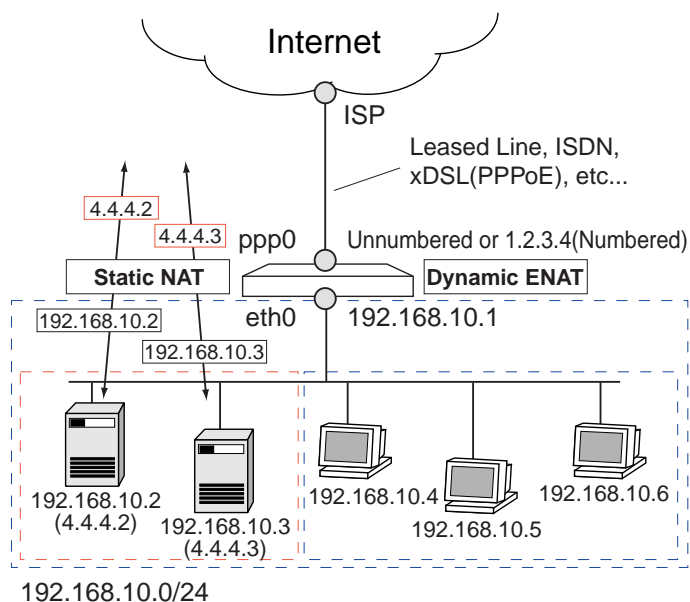 Internet
ISP
Leased Line, ISDN,
xDSL(PPPoE), etc...
4.4.4.2
4.4.4.3
ppp0
Unnumbered or 1.2.3.4(Numbered)
Static NAT
Dynamic ENAT
192.168.10.2
eth0
192.168.10.1
192.168.10.3
192.168.10.2
(4.4.4.2)
192.168.10.3
(4.4.4.3)
192.168.10.4
192.168.10.5
192.168.10.6
192.168.10.0/24